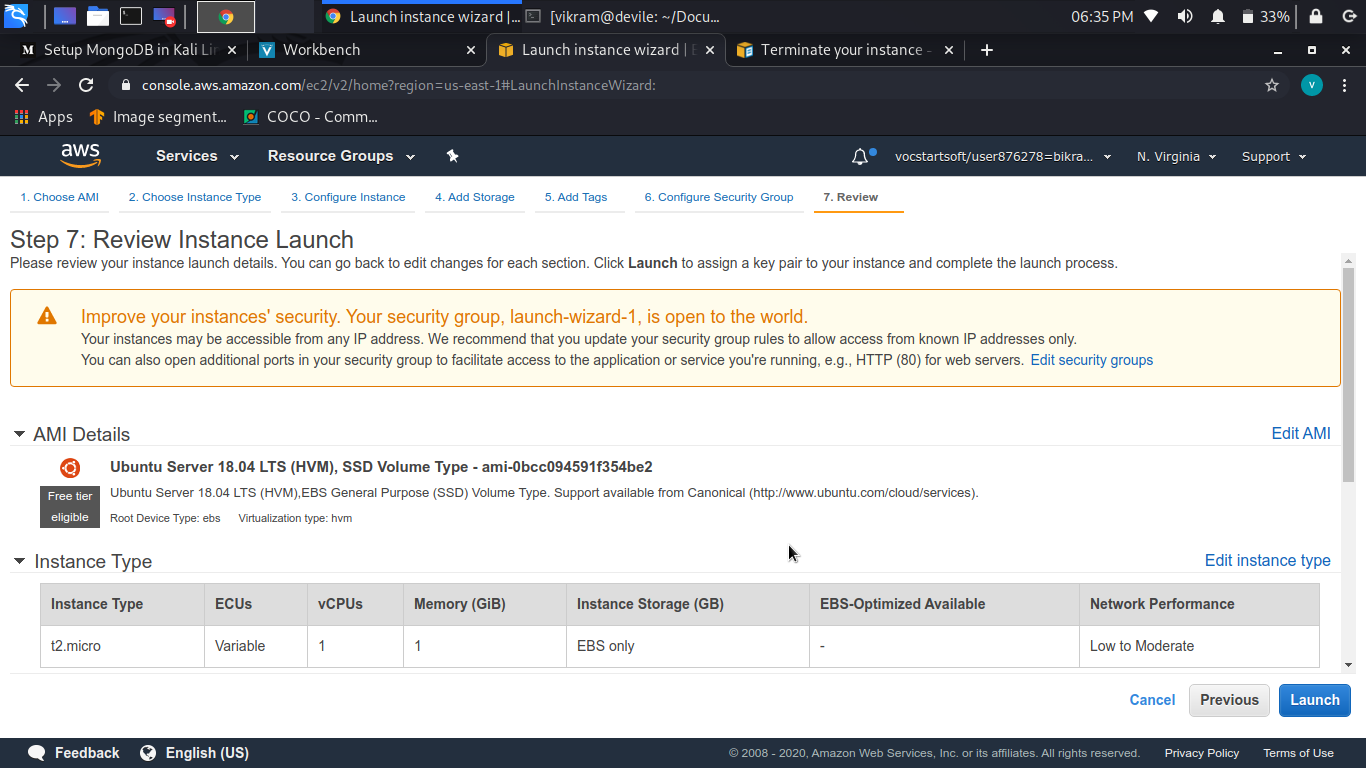 Launch instance wizard |...
[vikram@devile: ~/Docu...
06:35 PM
33%
M
Setup MongoDB in Kali Lin
V
Workbench
Launch instance wizard | E
Terminate your instance -
console.aws.amazon.com/ec2/v2/home?region=us-east-1#LaunchInstanceWizard:
V
Apps
Image segment...
COCO - Comm...
aws
Services
Resource Groups
vocstartsoft/user876278=bikra...
N. Virginia
Support
1. Choose AMI
2. Choose Instance Type
3. Configure Instance
4. Add Storage
5. Add Tags
6. Configure Security Group
7. Review
Step 7: Review Instance Launch
Please review your instance launch details. You can go back to edit changes for each section. Click Launch to assign a key pair to your instance and complete the launch process.
Improve your instances' security. Your security group, launch-wizard-1, is open to the world.
Your instances may be accessible from any IP address. We recommend that you update your security group rules to allow access from known IP addresses only.
You can also open additional ports in your security group to facilitate access to the application or service you're running, e.g., HTTP (80) for web servers. Edit security groups
AMI Details
Edit AMI
Ubuntu Server 18.04 LTS (HVM), SSD Volume Type - ami-0bcc094591f354be2
Free tier
eligible
Ubuntu Server 18.04 LTS (HVM),EBS General Purpose (SSD) Volume Type. Support available from Canonical (http://www.ubuntu.com/cloud/services).
Root Device Type: ebs
Virtualization type: hvm
Instance Type
Edit instance type
Instance Type
ECUs
vCPUs
Memory (GiB)
Instance Storage (GB)
EBS-Optimized Available
Network Performance
t2.micro
Variable
1
1
EBS only
-
Low to Moderate
Cancel
Previous
Launch
Feedback
English (US)
© 2008 - 2020, Amazon Web Services, Inc. or its affiliates. All rights reserved.
Privacy Policy
Terms of Use